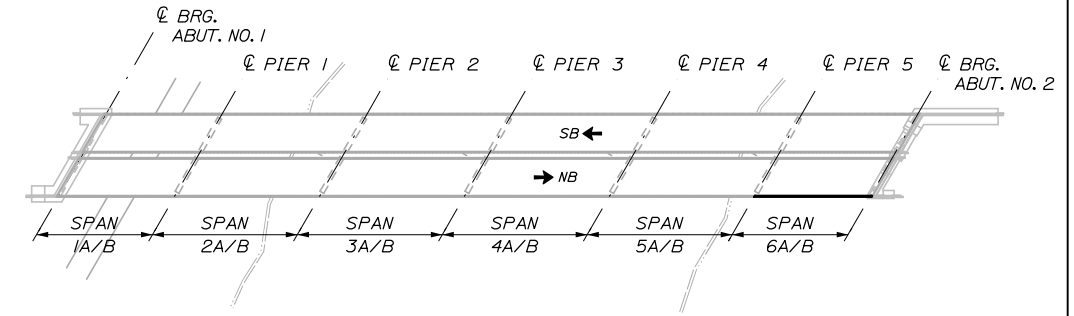 ℄ BRG.
ABUT. NO. 1
℄ PIER 1
℄ PIER 2
℄ PIER 3
℄ PIER 4
℄ PIER 5
℄ BRG.
ABUT. NO. 2
SB
NB
SPAN
1A/B
SPAN
2A/B
SPAN
3A/B
SPAN
4A/B
SPAN
5A/B
SPAN
6A/B